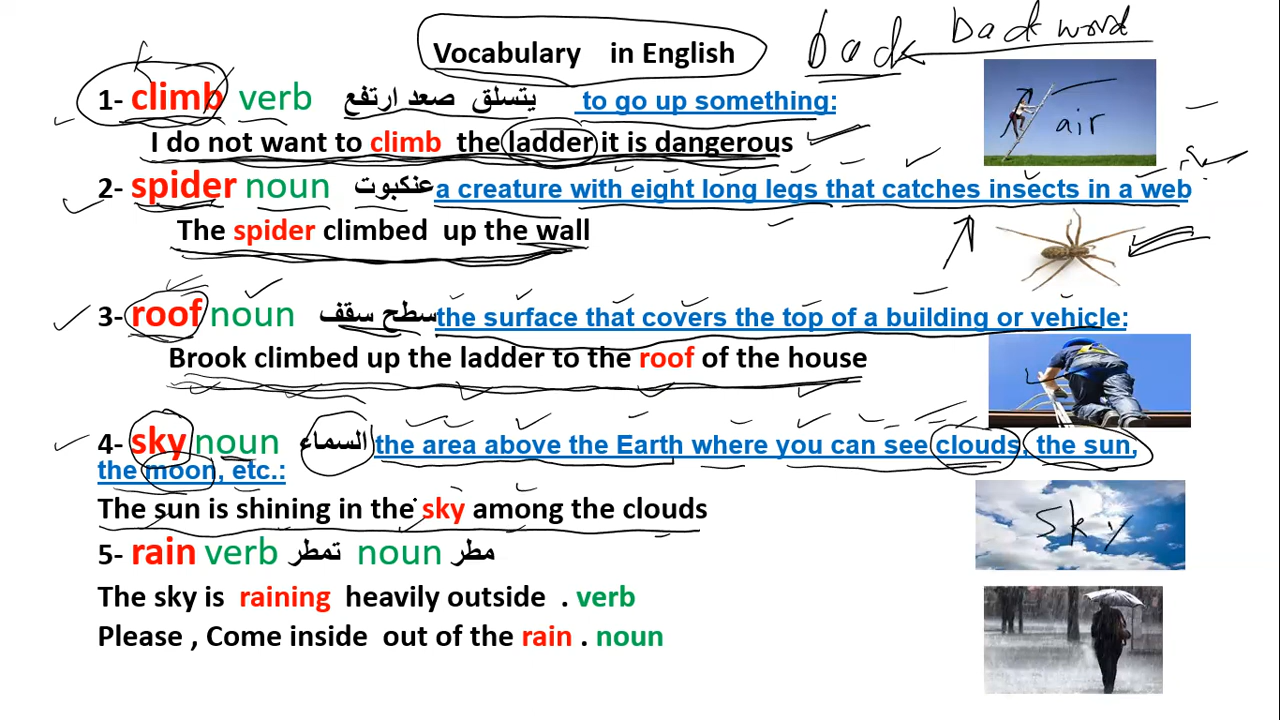 Vocabulary in English
back back word
1- climb verb يتسلق صعد ارتفع to go up something:
air
I do not want to climb the ladder it is dangerous
2- spider noun عنكبوت a creature with eight long legs that catches insects in a web
The spider climbed up the wall
3- roof noun سطح سقف the surface that covers the top of a building or vehicle:
Brook climbed up the ladder to the roof of the house
4- sky noun السماء the area above the Earth where you can see clouds, the sun,
the moon, etc.:
The sun is shining in the sky among the clouds
sky
5- rain verb تمطر noun مطر
The sky is raining heavily outside . verb
Please , Come inside out of the rain . noun